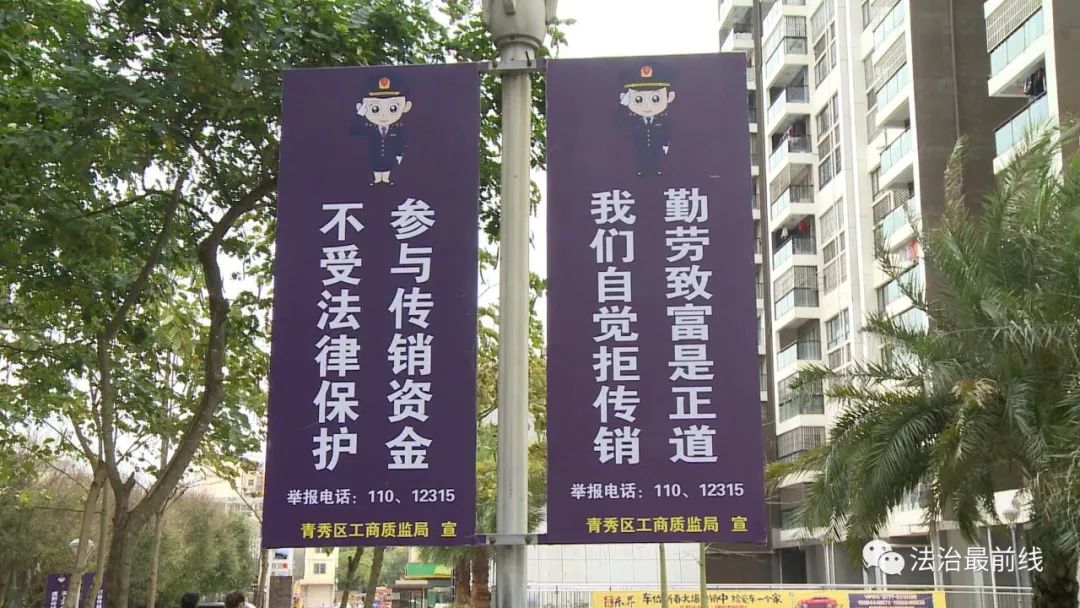 参与传销资金
不受法律保护
举报电话：110、12315
青秀区工商质监局 宣
勤劳致富是正道
我们自觉拒传销
举报电话：110、12315
青秀区工商质监局 宣
法治最前线